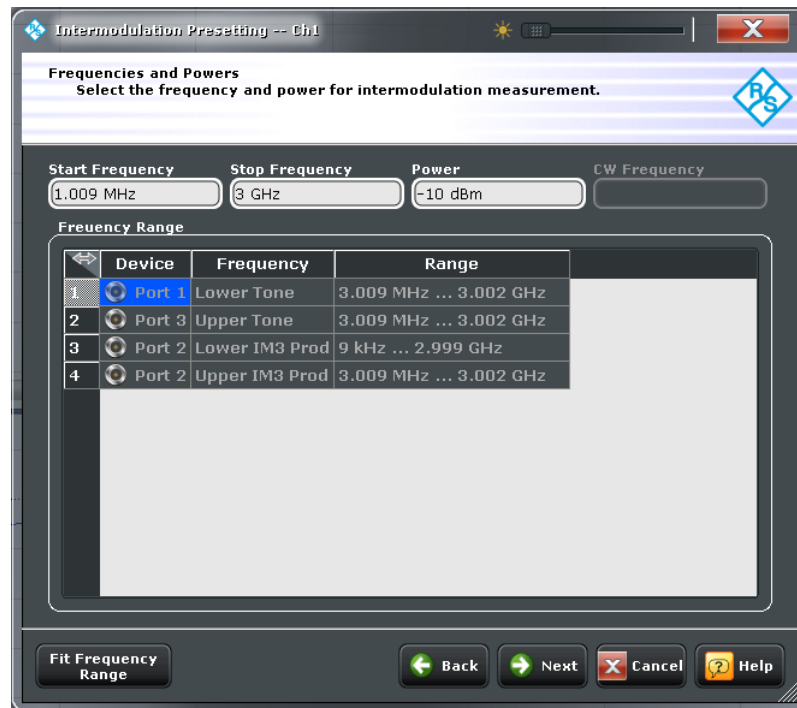 Intermodulation Presetting -- Ch1
X
Frequencies and Powers
Select the frequency and power for intermodulation measurement.
R&S
Start Frequency
Stop Frequency
Power
CW Frequency
1.009 MHz
3 GHz
-10 dBm
Freuency Range
Device Frequency Range
1 Port 1 Lower Tone 3.009 MHz ... 3.002 GHz
2 Port 3 Upper Tone 3.009 MHz ... 3.002 GHz
3 Port 2 Lower IM3 Prod 9 kHz ... 2.999 GHz
4 Port 2 Upper IM3 Prod 3.009 MHz ... 3.002 GHz
Fit Frequency
Range
Back
Next
X Cancel
? Help